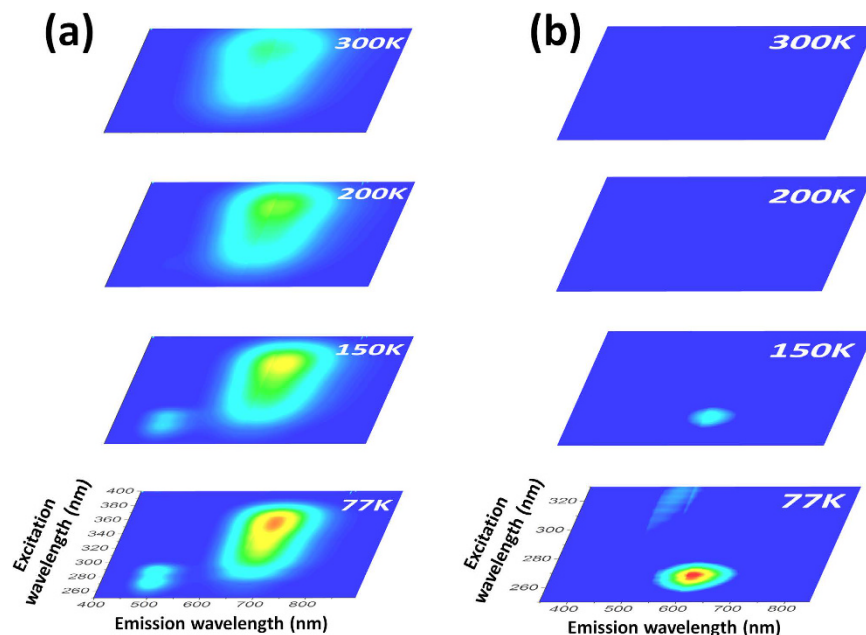 (a)
300K
200K
150K
77K
400
380
360
340
320
300
280
260
Excitation
wavelength (nm)
400 500 600 700 800
Emission wavelength (nm)
(b)
300K
200K
150K
77K
320
300
280
260
Excitation
wavelength (nm)
400 500 600 700 800
Emission wavelength (nm)